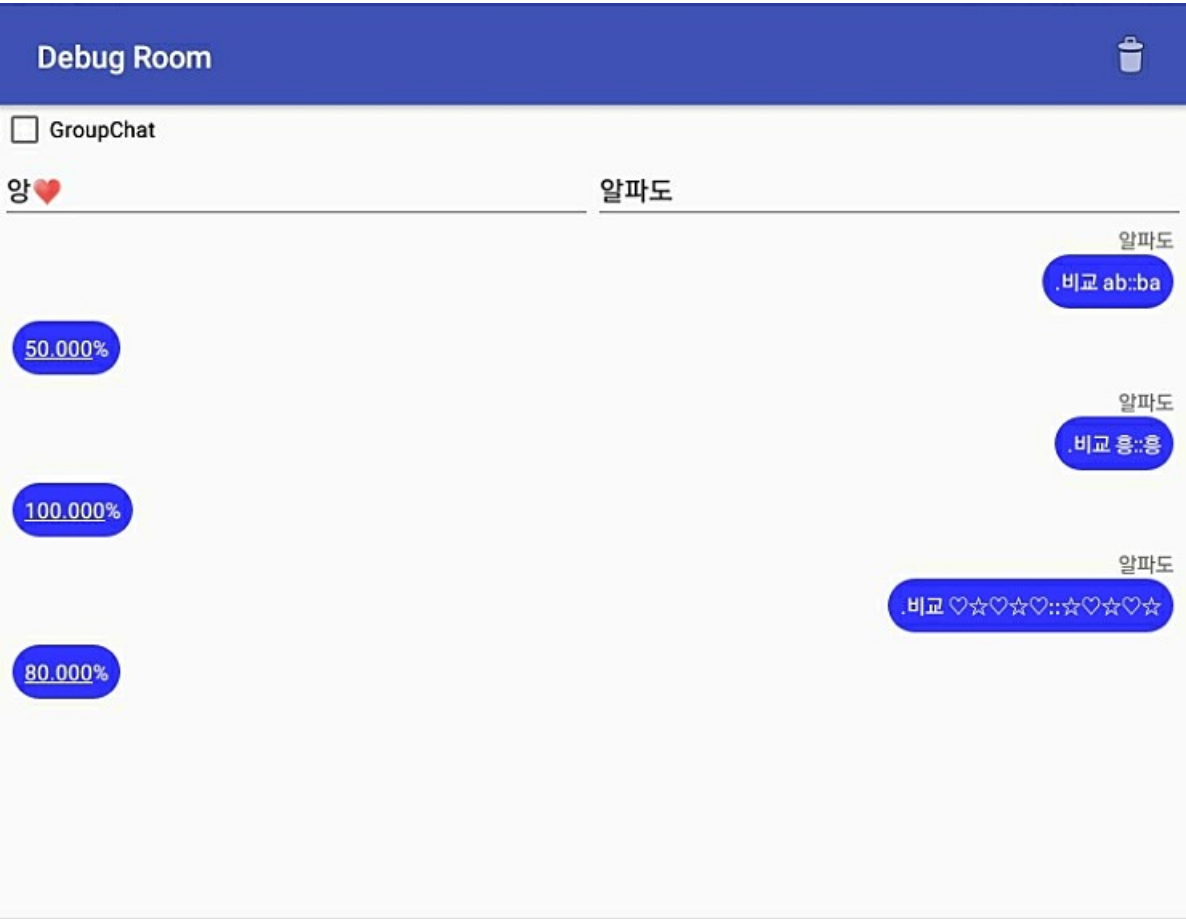 Debug Room
GroupChat
앙❤️
알파도
알파도
.비교 ab::ba
50.000%
알파도
.비교 흥::흥
100.000%
알파도
.비교 ♡☆♡☆♡::☆♡☆♡☆
80.000%